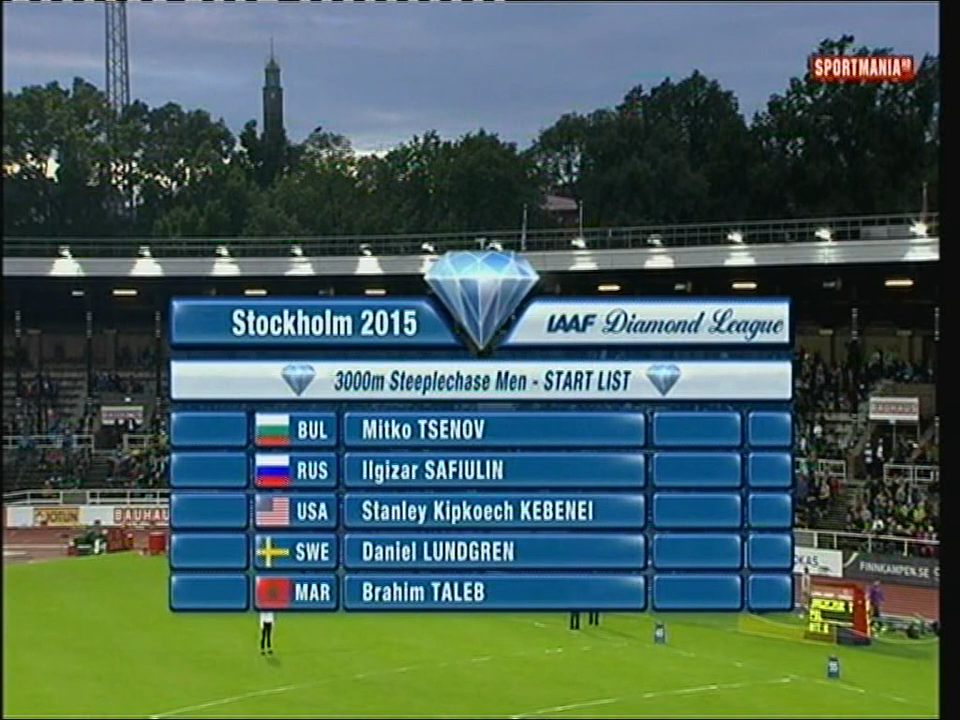 SPORTMANIA
Stockholm 2015
IAAF Diamond League
3000m Steeplechase Men - START LIST
BUL Mitko TSENOV
RUS Ilgizar SAFIULIN
USA Stanley Kipkoech KEBENEI
SWE Daniel LUNDGREN
MAR Brahim TALEB
JOTUN
BAUHAUS
FINNKAMPEN.SE